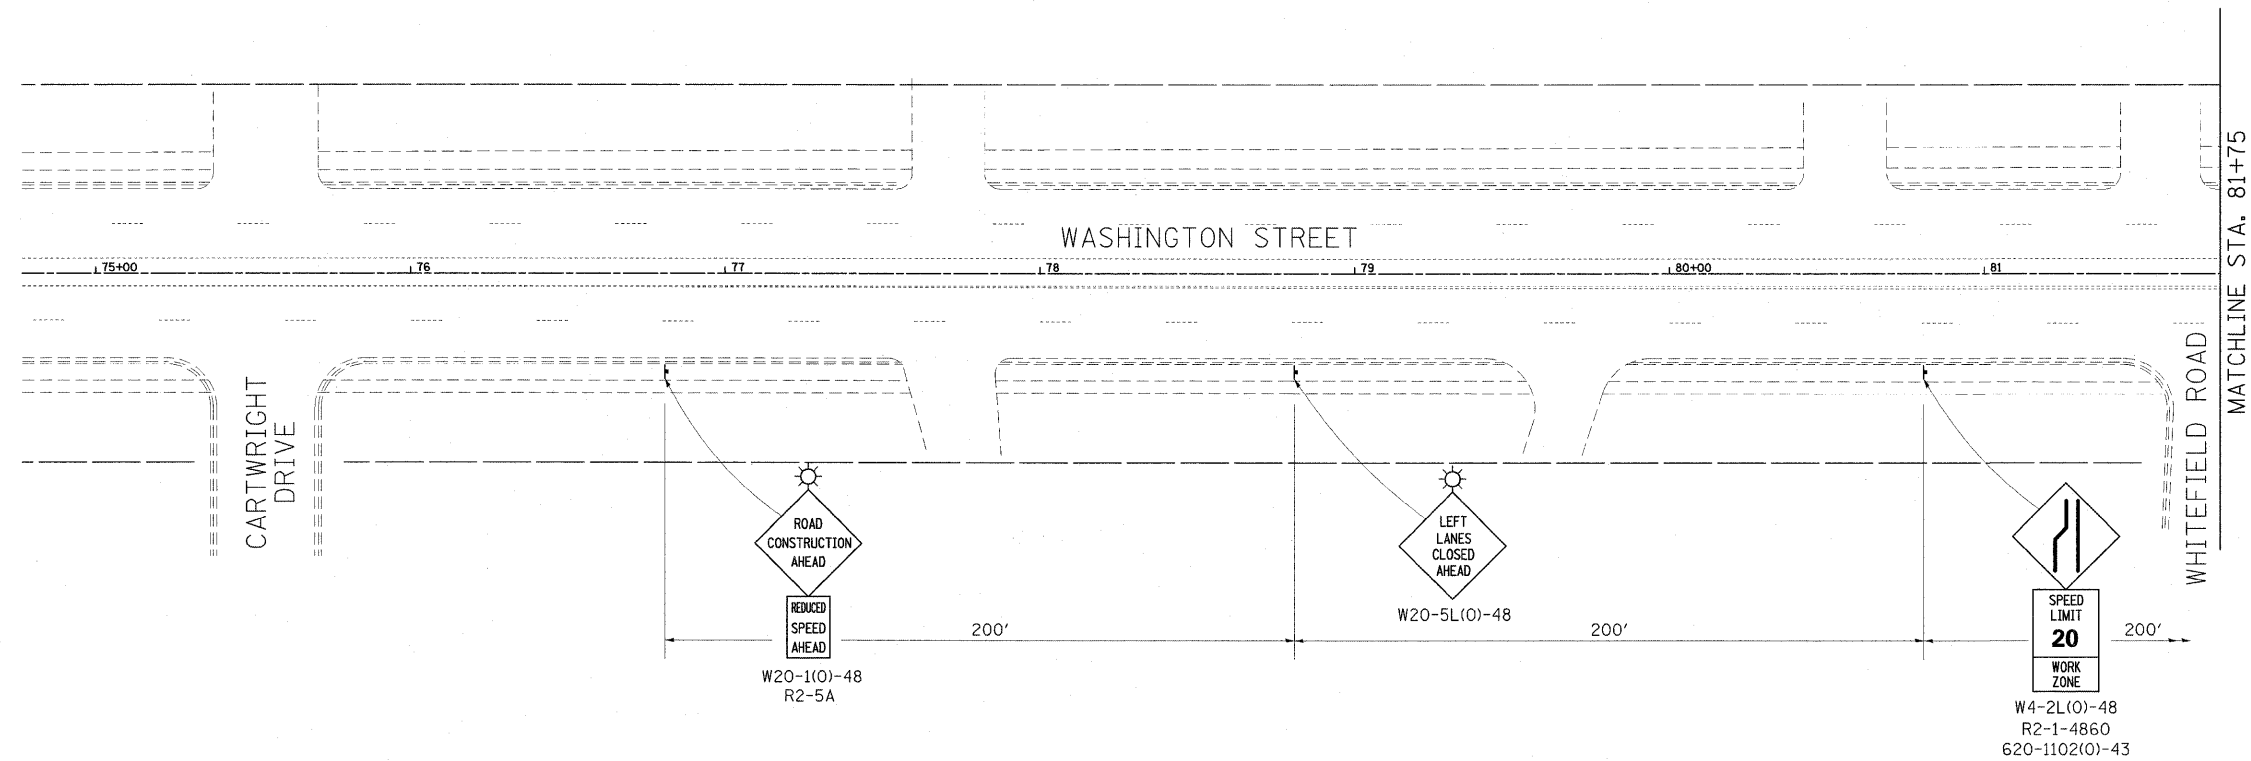 WASHINGTON STREET
75+00
76
77
78
79
80+00
81
MATCHLINE STA. 81+75
CARTWRIGHT
DRIVE
WHITEFIELD ROAD
ROAD
CONSTRUCTION
AHEAD
REDUCED
SPEED
AHEAD
W20-1(O)-48
R2-5A
200'
LEFT
LANES
CLOSED
AHEAD
W20-5L(O)-48
200'
SPEED
LIMIT
20
WORK
ZONE
200'
W4-2L(O)-48
R2-1-4860
620-1102(O)-43